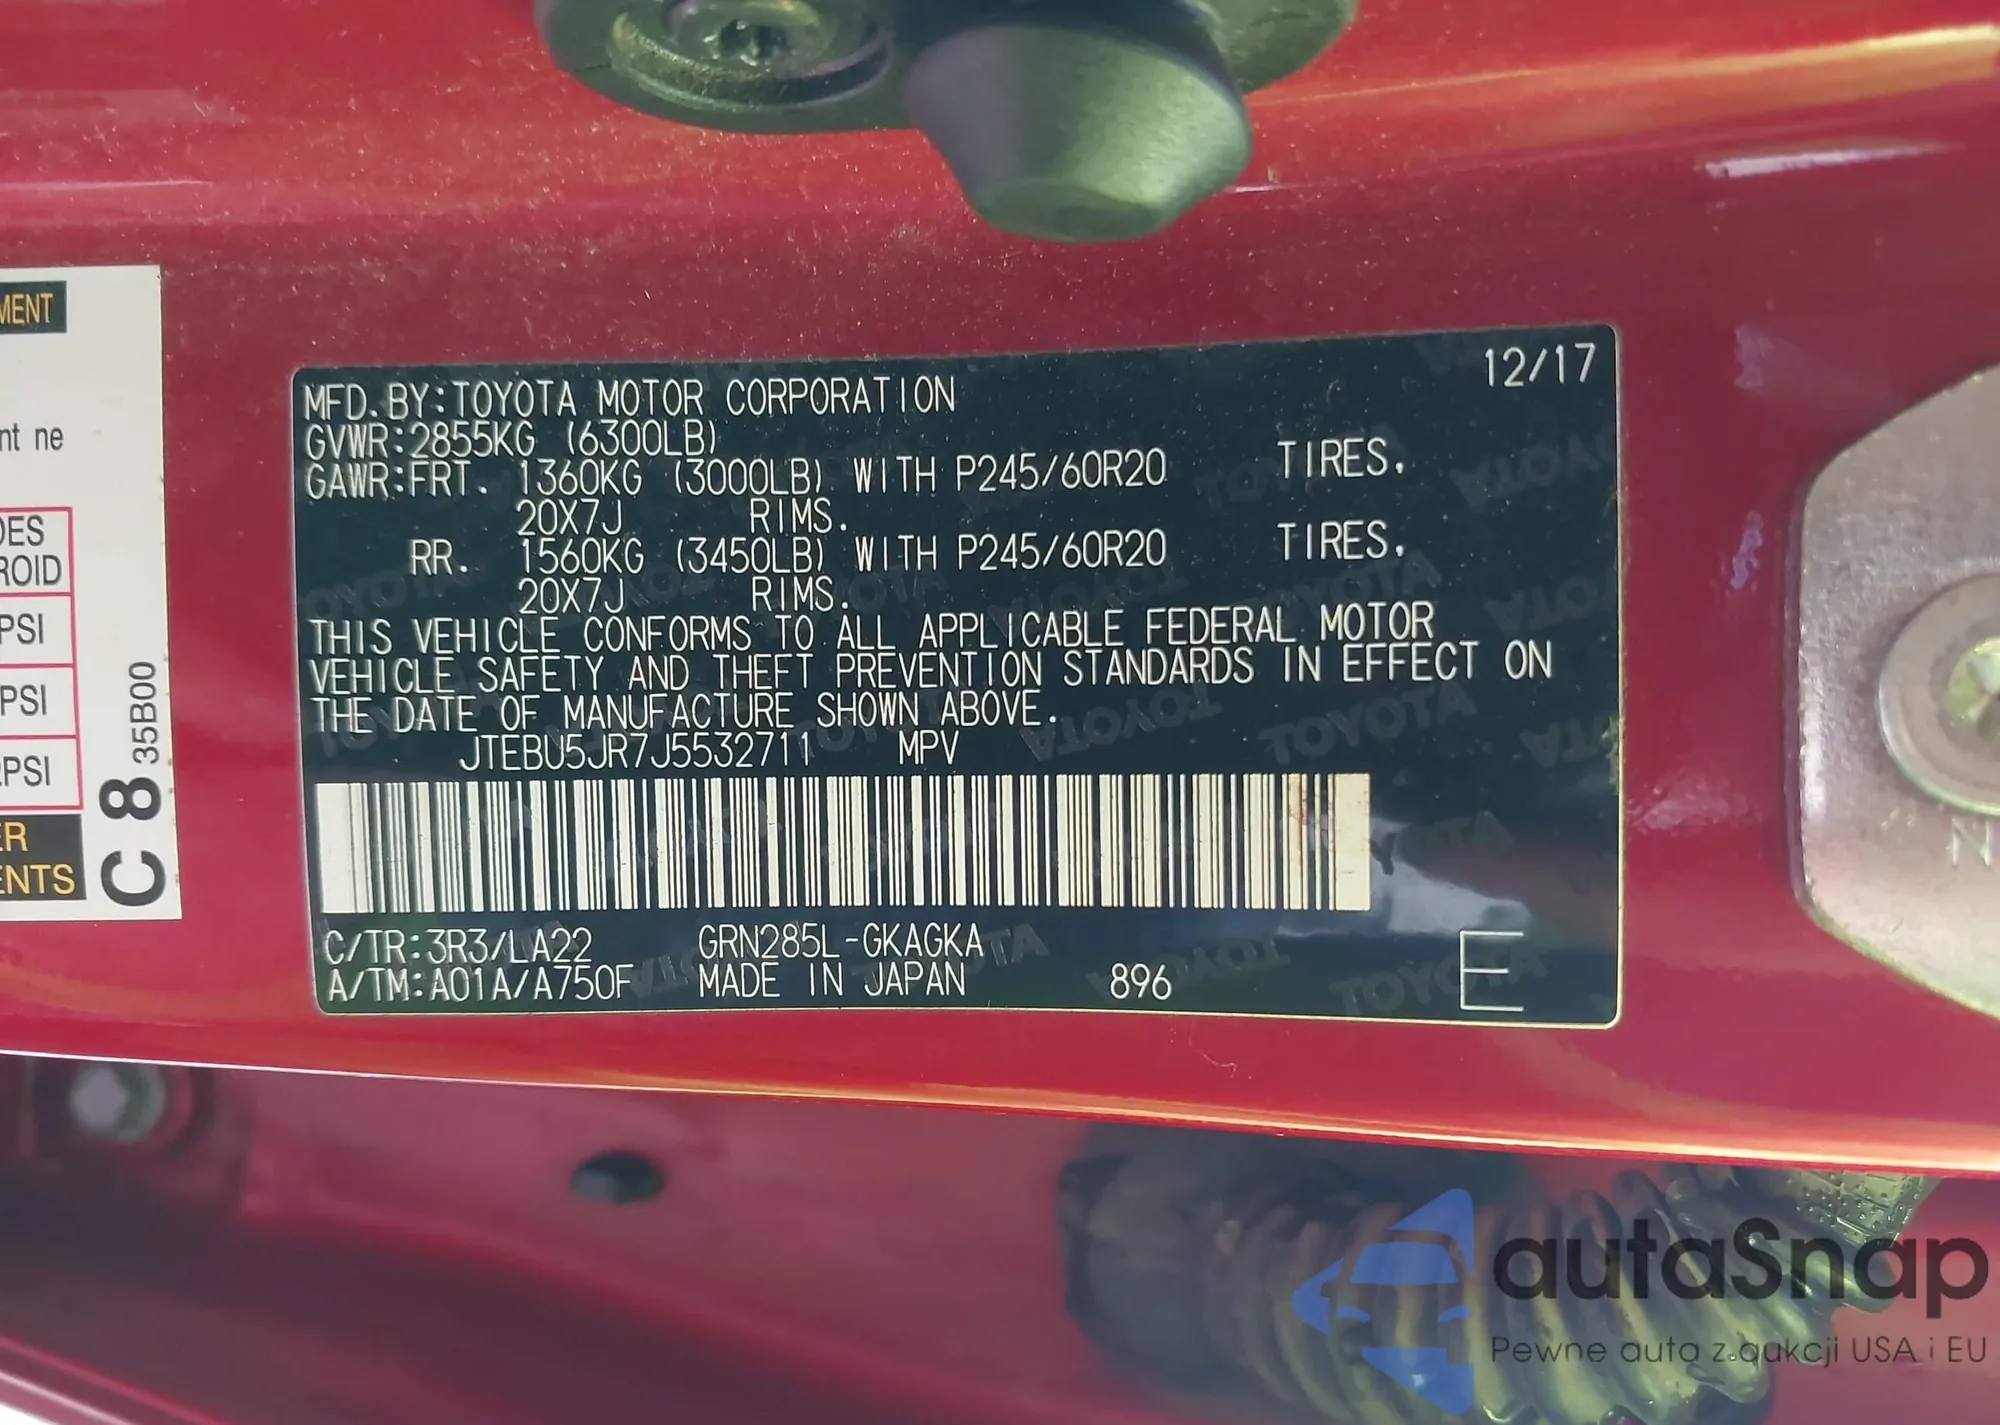 MENT
nt ne
DES
ROID
PSI
PSI
PSI
ER
ENTS
C 8 35B00
12/17
MFD. BY:TOYOTA MOTOR CORPORATION
GVWR:2855KG (6300LB)
GAWR:FRT. 1360KG (3000LB) WITH P245/60R20 TIRES.
20X7J RIMS.
RR. 1560KG (3450LB) WITH P245/60R20 TIRES.
20X7J RIMS.
THIS VEHICLE CONFORMS TO ALL APPLICABLE FEDERAL MOTOR
VEHICLE SAFETY AND THEFT PREVENTION STANDARDS IN EFFECT ON
THE DATE OF MANUFACTURE SHOWN ABOVE.
JTEBU5JR7J5532711 MPV
C/TR:3R3/LA22 GRN285L-GKAGKA
A/TM:A01A/A750F MADE IN JAPAN 896 E
autaSnap
Pewne auta z aukcji USA i EU